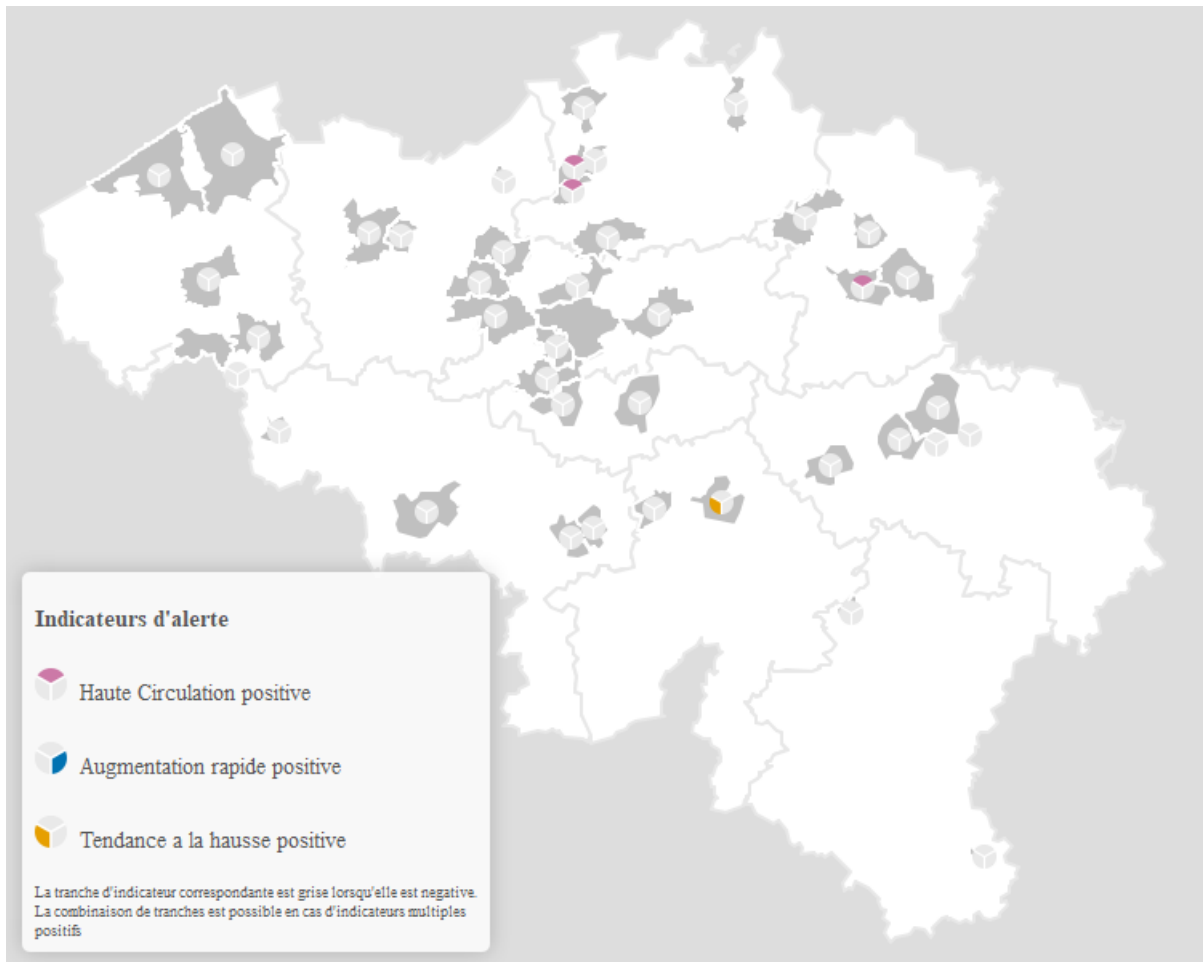 Indicateurs d'alerte
Haute Circulation positive
Augmentation rapide positive
Tendance a la hausse positive
La tranche d'indicateur correspondante est grise lorsqu'elle est negative.
La combinaison de tranches est possible en cas d'indicateurs multiples
positifs